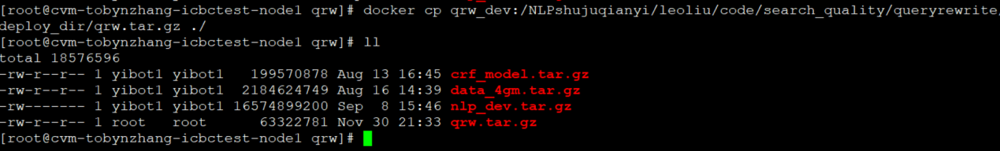 [root@cvm-tobynzhang-icbctest-node1 qrw]# docker cp qrw_dev:/NLPshujuqianyi/leoliu/code/search_quality/queryrewrite/
deploy_dir/qrw.tar.gz ./
[root@cvm-tobynzhang-icbctest-node1 qrw]# ll
total 18576596
-rw-r--r-- 1 yibot1 yibot1   199570878 Aug 13 16:45 crf_model.tar.gz
-rw-r--r-- 1 yibot1 yibot1  2184624749 Aug 16 14:39 data_4gm.tar.gz
-rw------- 1 yibot1 yibot1 16574899200 Sep  8 15:46 nlp_dev.tar.gz
-rw-r--r-- 1 root   root      63322781 Nov 30 21:33 qrw.tar.gz
[root@cvm-tobynzhang-icbctest-node1 qrw]#